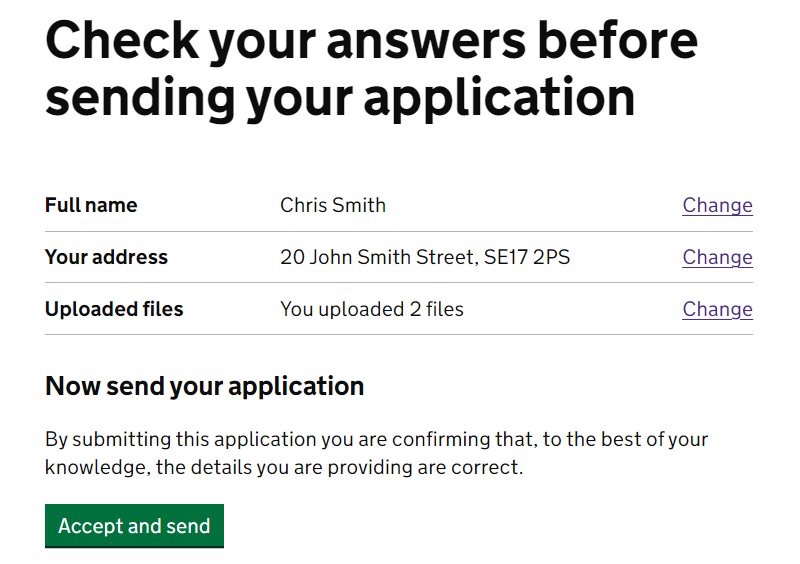 Check your answers before
sending your application
Full name Chris Smith Change
Your address 20 John Smith Street, SE17 2PS Change
Uploaded files You uploaded 2 files Change
Now send your application
By submitting this application you are confirming that, to the best of your
knowledge, the details you are providing are correct.
Accept and send